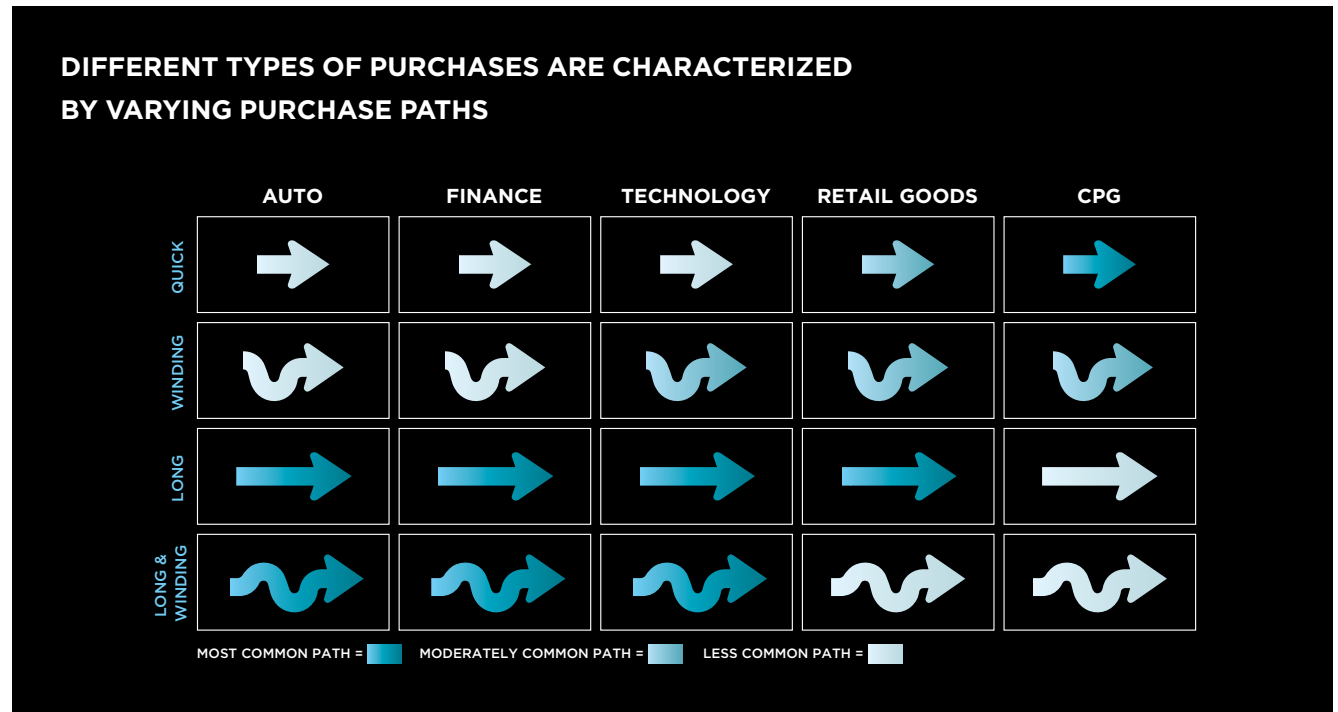 DIFFERENT TYPES OF PURCHASES ARE CHARACTERIZED
BY VARYING PURCHASE PATHS
AUTO FINANCE TECHNOLOGY RETAIL GOODS CPG
QUICK
WINDING
LONG
LONG &
WINDING
MOST COMMON PATH = MODERATELY COMMON PATH = LESS COMMON PATH =